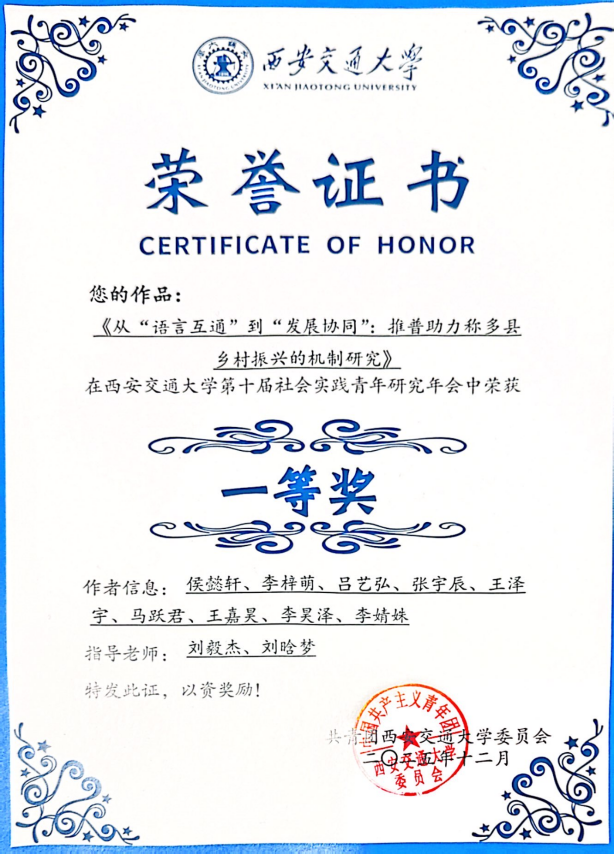 西安交通大学
XI'AN JIAOTONG UNIVERSITY
荣誉证书
CERTIFICATE OF HONOR
您的作品：
《从“语言互通”到“发展协同”：推普助力称多县
乡村振兴的机制研究》
在西安交通大学第十届社会实践青年研究年会中荣获
一等奖
作者信息：侯懿轩、李梓萌、吕艺弘、张宇辰、王泽
宇、马跃君、王嘉昊、李昊泽、李婧姝
指导老师：刘毅杰、刘晗梦
特发此证，以资奖励！
共青团西安交通大学委员会
二〇二五年十二月
中国共产主义青年团
西安交通大学
委员会